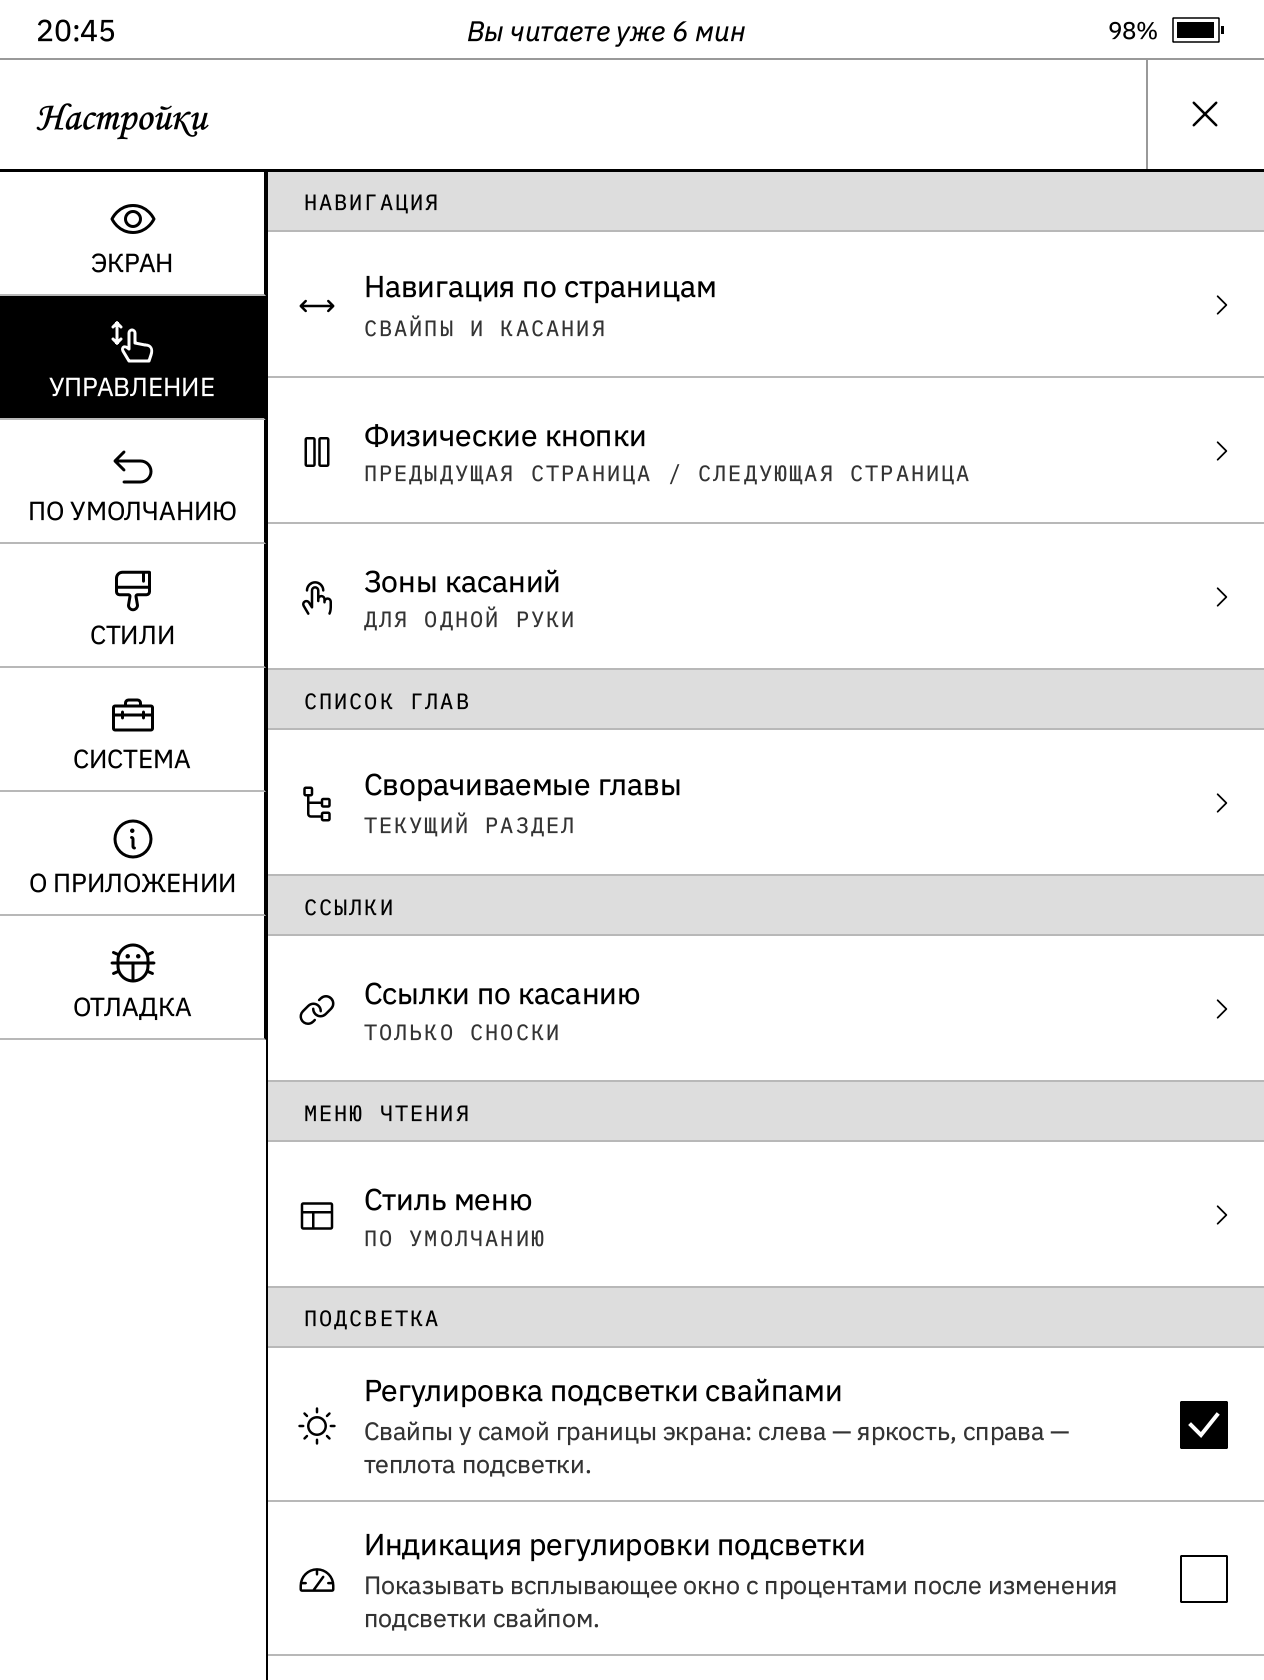 20:45
Вы читаете уже 6 мин
98%
Настройки
ЭКРАН
УПРАВЛЕНИЕ
ПО УМОЛЧАНИЮ
СТИЛИ
СИСТЕМА
О ПРИЛОЖЕНИИ
ОТЛАДКА
НАВИГАЦИЯ
Навигация по страницам
СВАЙПЫ И КАСАНИЯ
Физические кнопки
ПРЕДЫДУЩАЯ СТРАНИЦА / СЛЕДУЮЩАЯ СТРАНИЦА
Зоны касаний
ДЛЯ ОДНОЙ РУКИ
СПИСОК ГЛАВ
Сворачиваемые главы
ТЕКУЩИЙ РАЗДЕЛ
ССЫЛКИ
Ссылки по касанию
ТОЛЬКО СНОСКИ
МЕНЮ ЧТЕНИЯ
Стиль меню
ПО УМОЛЧАНИЮ
ПОДСВЕТКА
Регулировка подсветки свайпами
Свайпы у самой границы экрана: слева — яркость, справа —
теплота подсветки.
Индикация регулировки подсветки
Показывать всплывающее окно с процентами после изменения
подсветки свайпом.